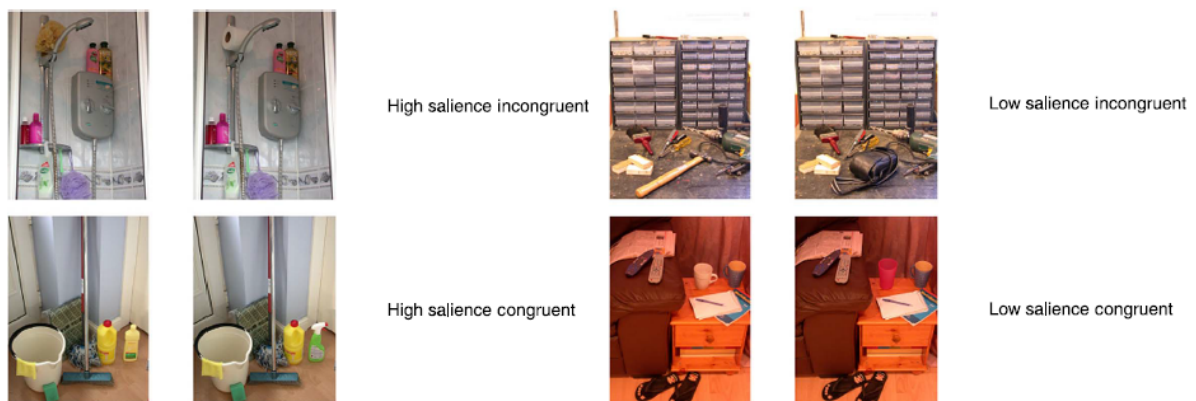 High salience incongruent
Low salience incongruent
High salience congruent
Low salience congruent